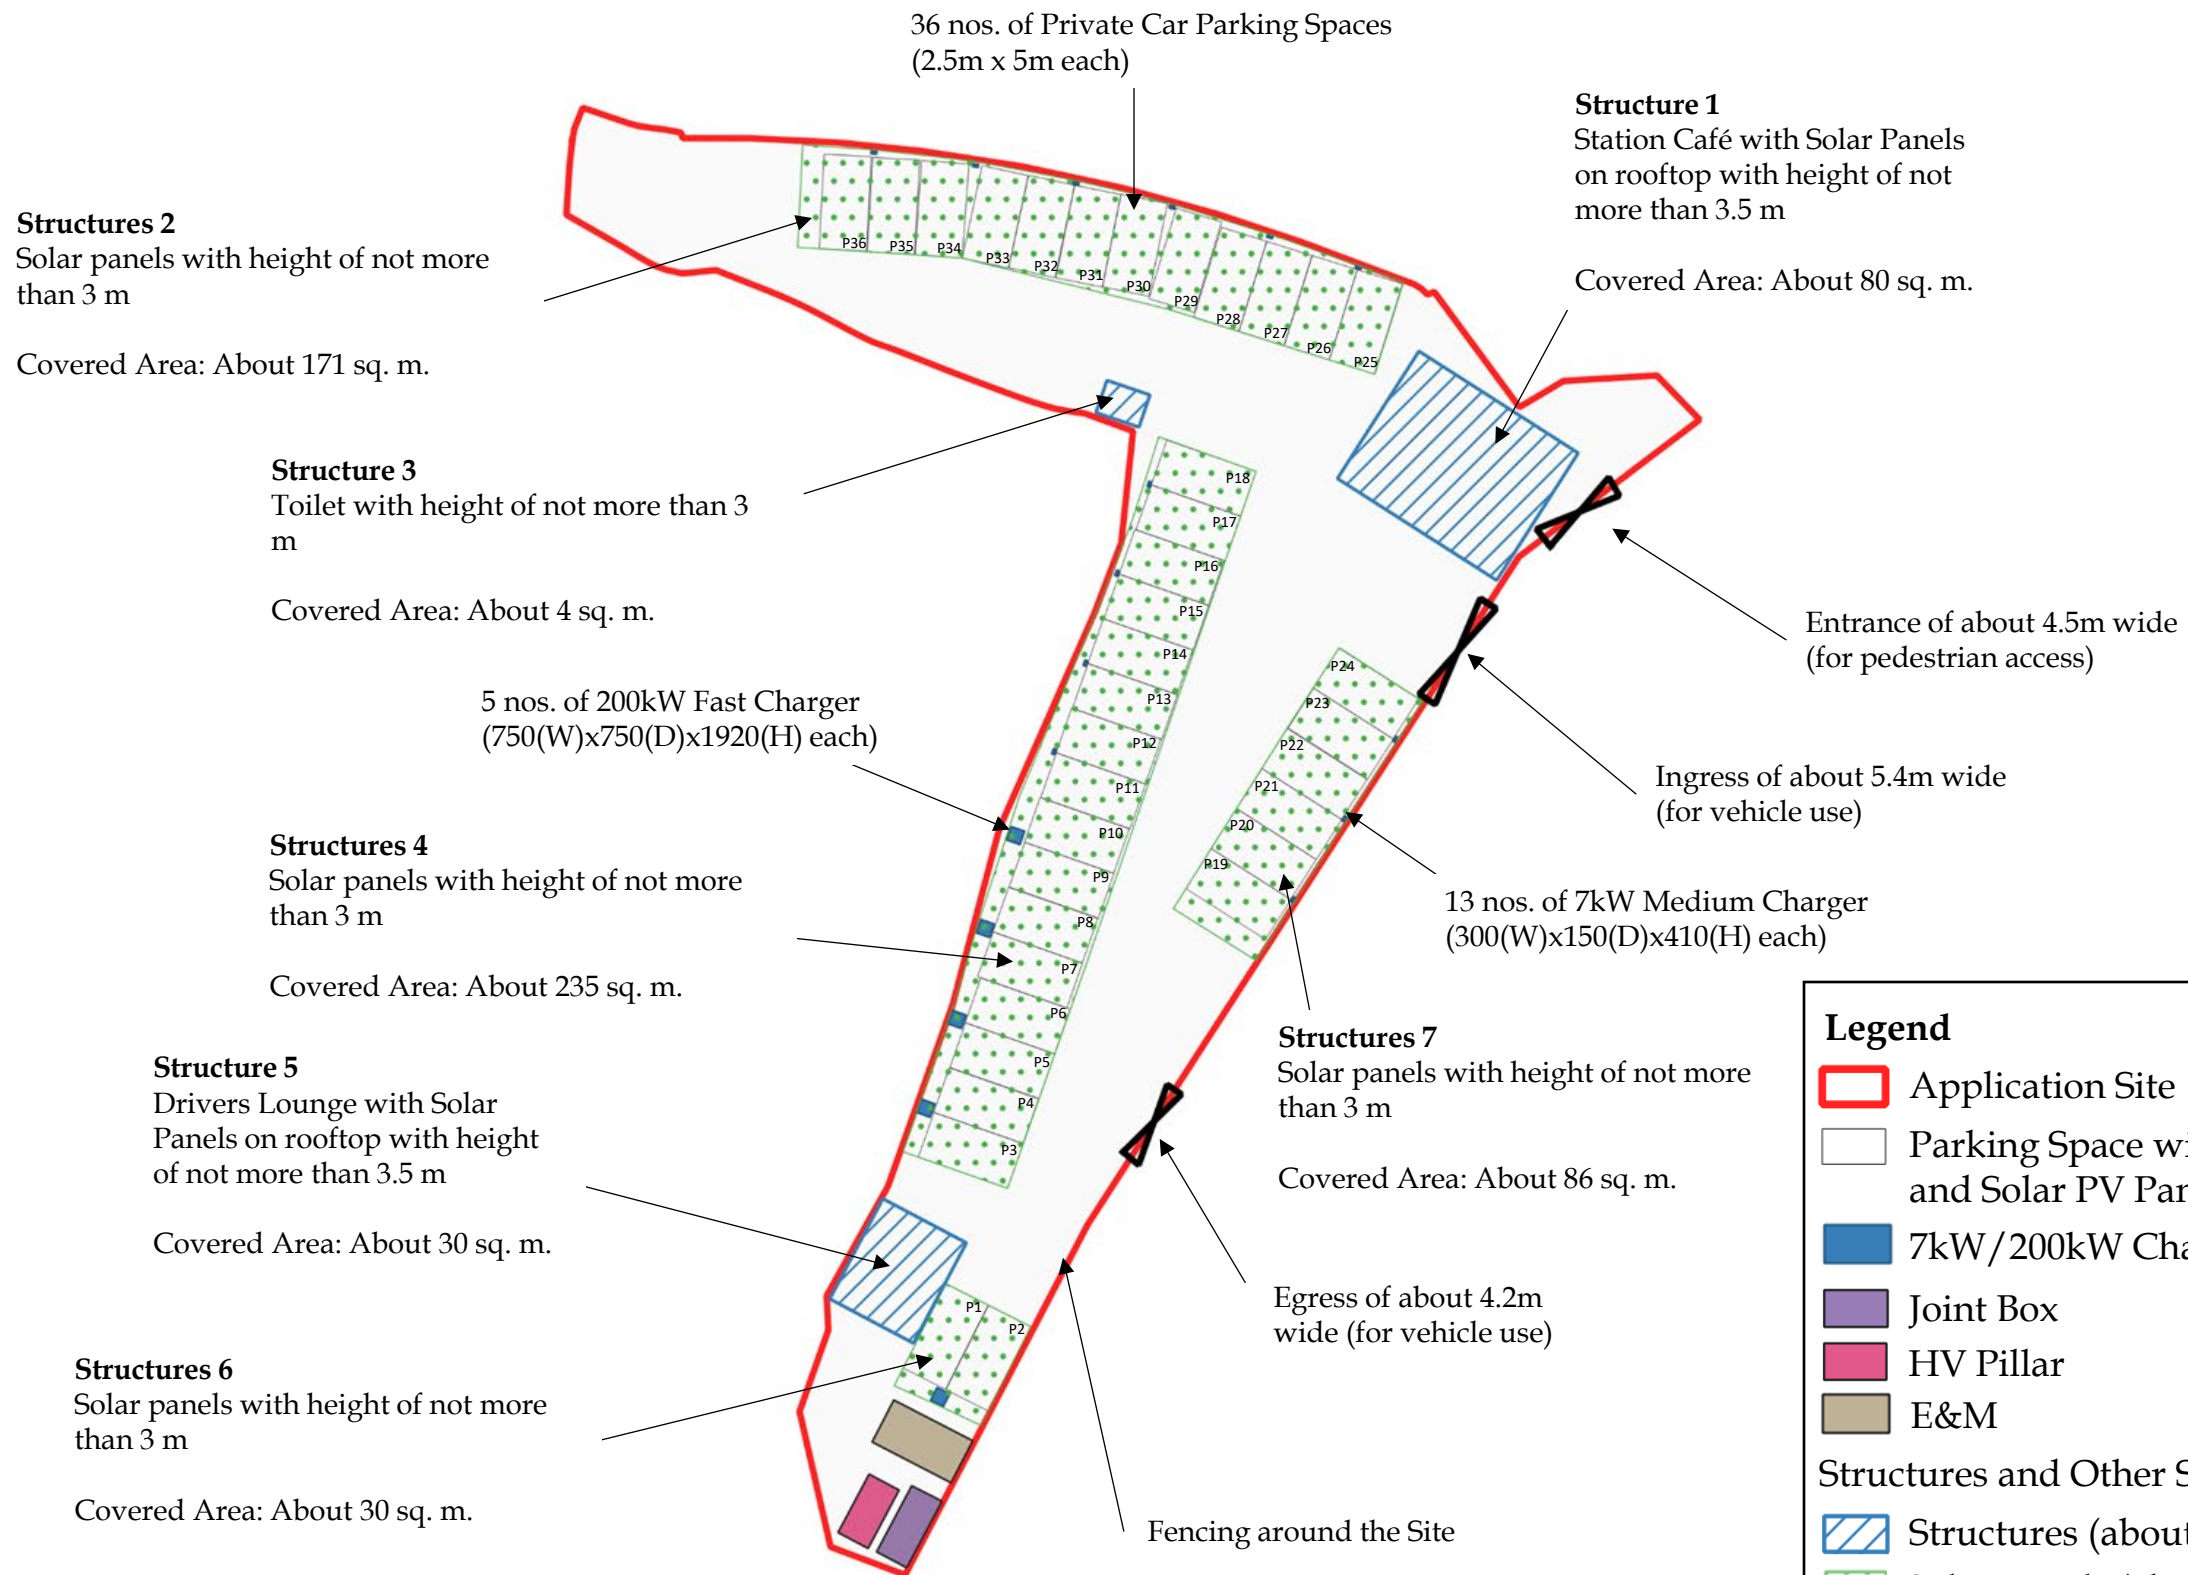 36 nos. of Private Car Parking Spaces
(2.5m x 5m each)
Structure 1
Station Café with Solar Panels
on rooftop with height of not
more than 3.5 m
Covered Area: About 80 sq. m.
Structures 2
Solar panels with height of not more
than 3 m
Covered Area: About 171 sq. m.
P36
P35
P34
P33
P32
P31
P30
P29
P28
P27
P26
P25
Structure 3
Toilet with height of not more than 3
m
Covered Area: About 4 sq. m.
P18
P17
P16
P15
P14
P13
P12
P11
P10
P9
P8
P7
P6
P5
P4
P3
P24
P23
P22
P21
P20
P19
Entrance of about 4.5m wide
(for pedestrian access)
5 nos. of 200kW Fast Charger
(750(W)x750(D)x1920(H) each)
Ingress of about 5.4m wide
(for vehicle use)
Structures 4
Solar panels with height of not more
than 3 m
Covered Area: About 235 sq. m.
13 nos. of 7kW Medium Charger
(300(W)x150(D)x410(H) each)
Structures 7
Solar panels with height of not more
than 3 m
Covered Area: About 86 sq. m.
Structure 5
Drivers Lounge with Solar
Panels on rooftop with height
of not more than 3.5 m
Covered Area: About 30 sq. m.
Egress of about 4.2m
wide (for vehicle use)
P1
P2
Structures 6
Solar panels with height of not more
than 3 m
Covered Area: About 30 sq. m.
Fencing around the Site
Legend
Application Site
Parking Space
and Solar PV
7kW/200kW
Joint Box
HV Pillar
E&M
Structures and Other
Structures (about